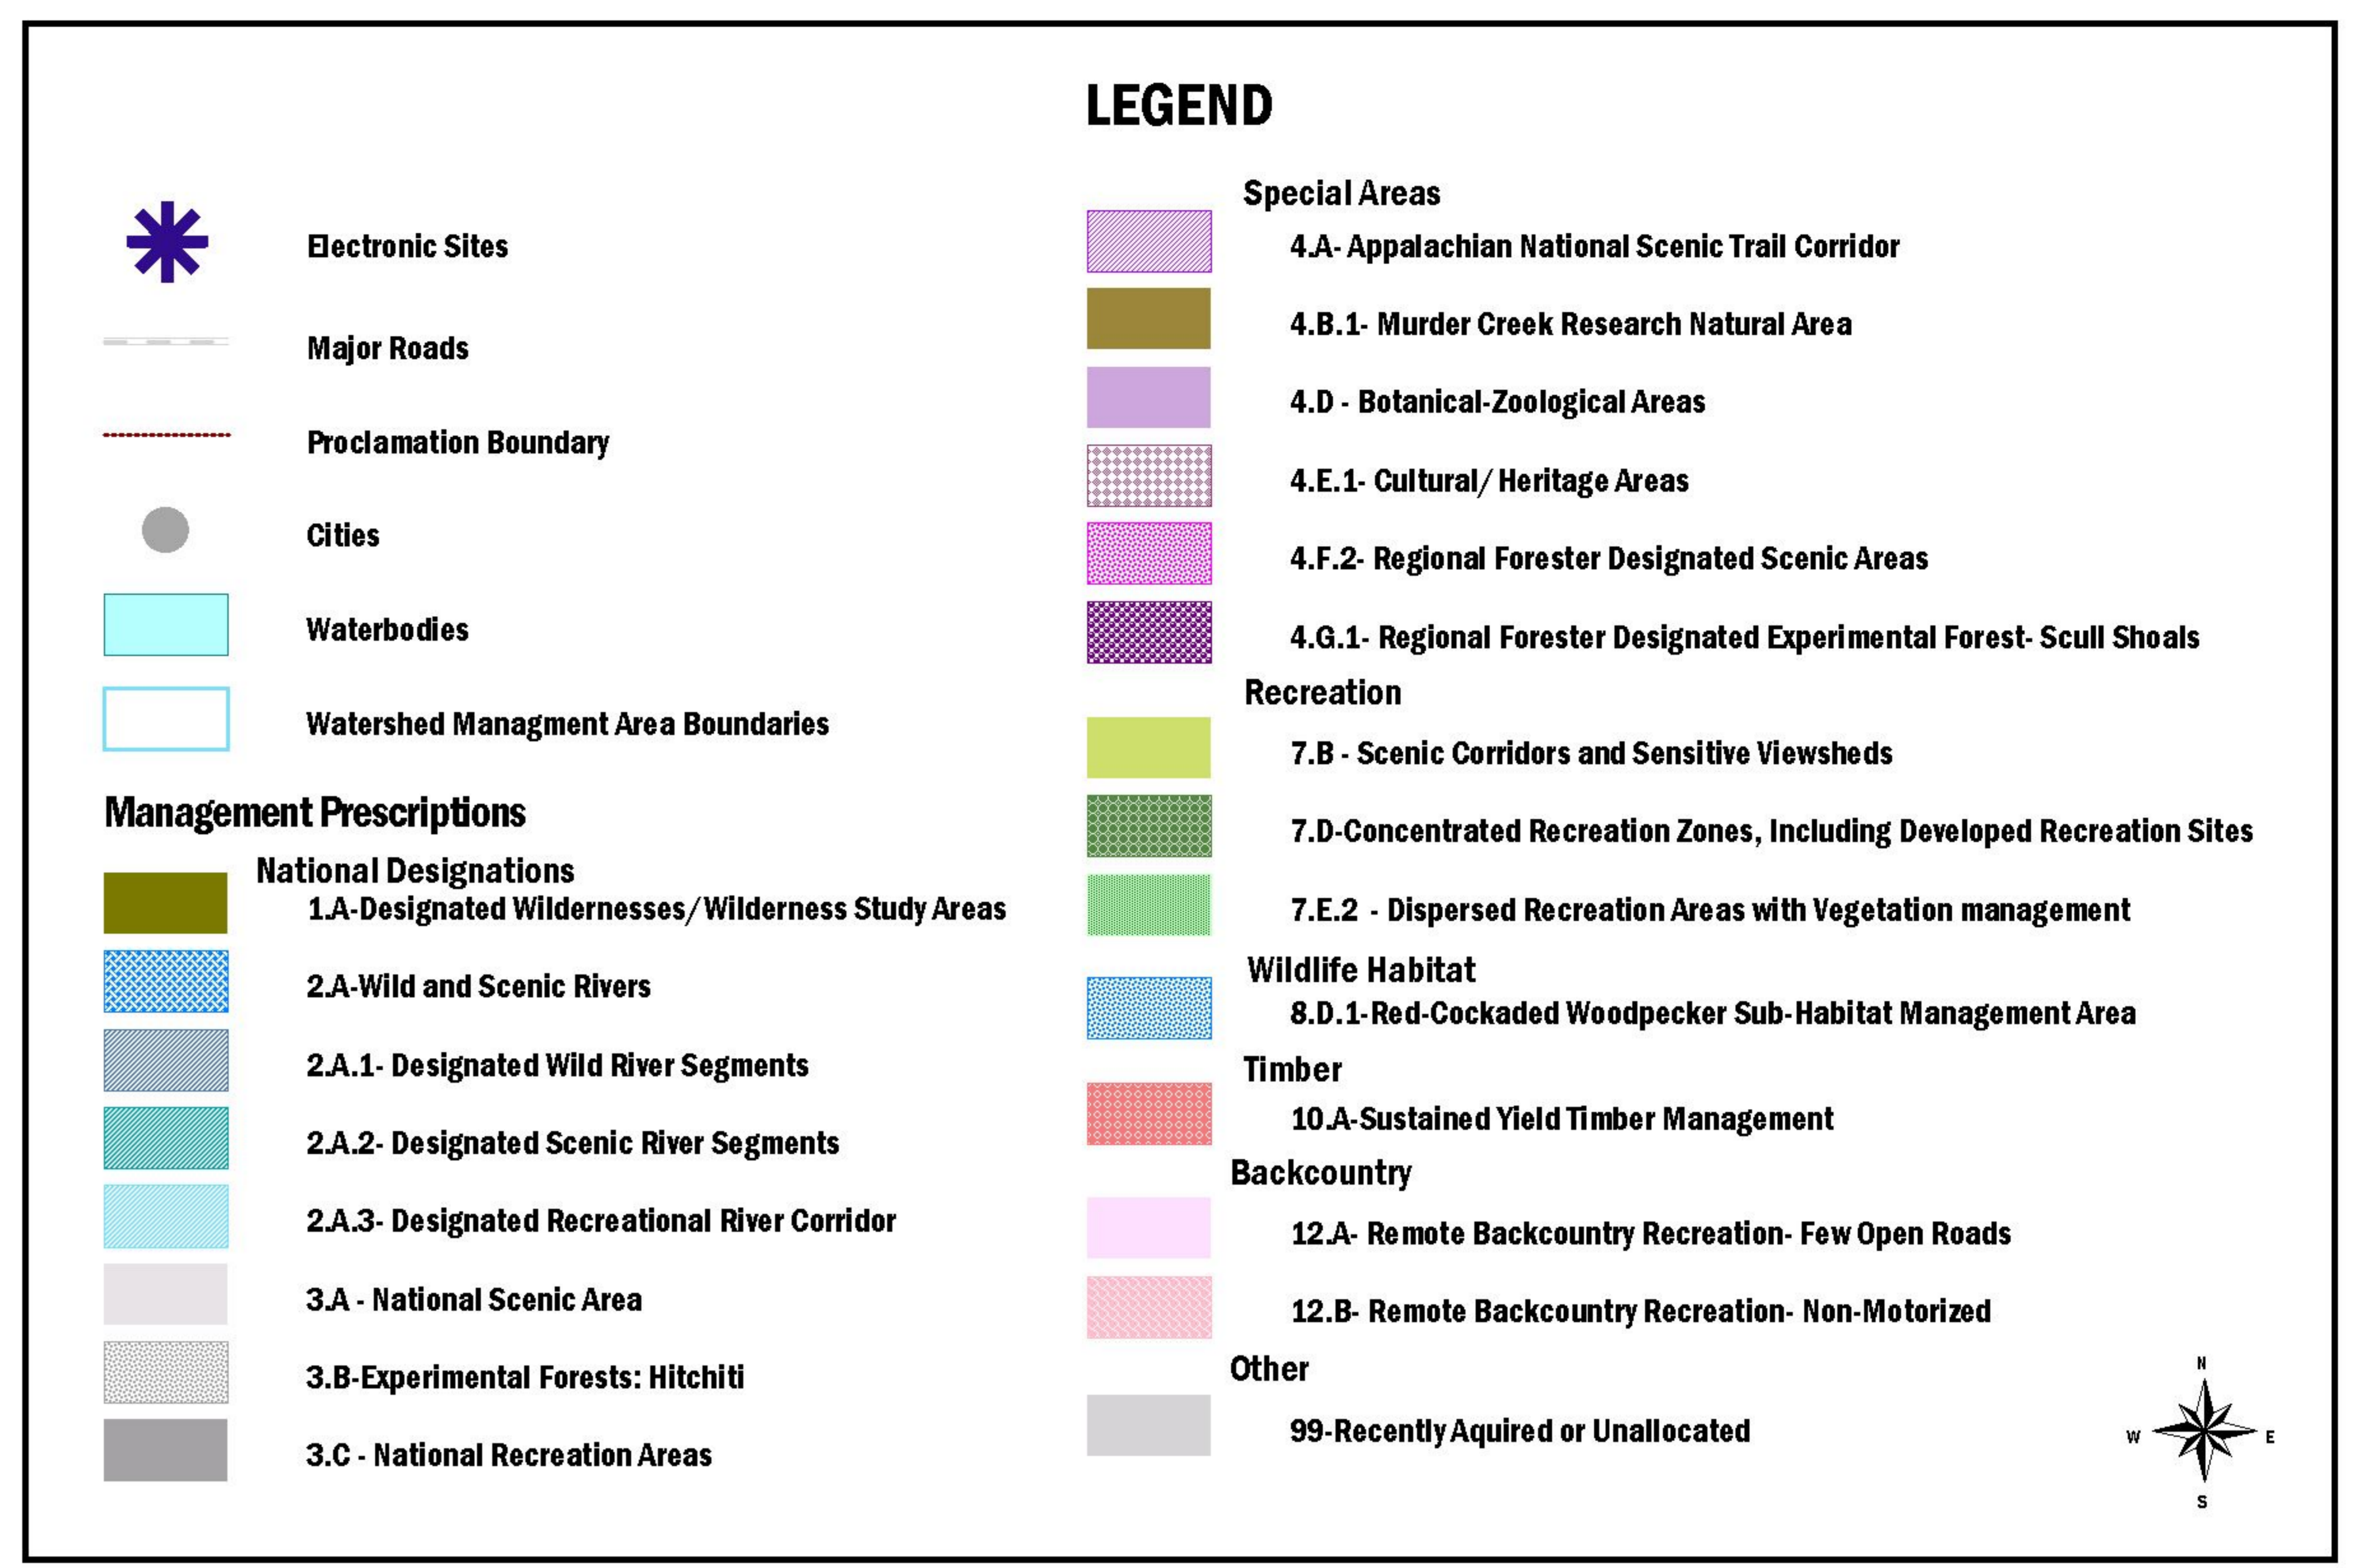 LEGEND
Electronic Sites
Major Roads
Proclamation Boundary
Cities
Waterbodies
Watershed Managment Area Boundaries
Management Prescriptions
National Designations
1.A-Designated Wildernesses/Wilderness Study Areas
2.A-Wild and Scenic Rivers
2.A.1- Designated Wild River Segments
2.A.2- Designated Scenic River Segments
2.A.3- Designated Recreational River Corridor
3.A - National Scenic Area
3.B-Experimental Forests: Hitchiti
3.C - National Recreation Areas
Special Areas
4.A- Appalachian National Scenic Trail Corridor
4.B.1- Murder Creek Research Natural Area
4.D - Botanical-Zoological Areas
4.E.1- Cultural/Heritage Areas
4.F.2- Regional Forester Designated Scenic Areas
4.G.1- Regional Forester Designated Experimental Forest- Scull Shoals
Recreation
7.B - Scenic Corridors and Sensitive Viewsheds
7.D-Concentrated Recreation Zones, Including Developed Recreation Sites
7.E.2 - Dispersed Recreation Areas with Vegetation management
Wildlife Habitat
8.D.1-Red-Cockaded Woodpecker Sub-Habitat Management Area
Timber
10.A-Sustained Yield Timber Management
Backcountry
12.A- Remote Backcountry Recreation- Few Open Roads
12.B- Remote Backcountry Recreation- Non-Motorized
Other
99-Recently Aquired or Unallocated
N
W E
S